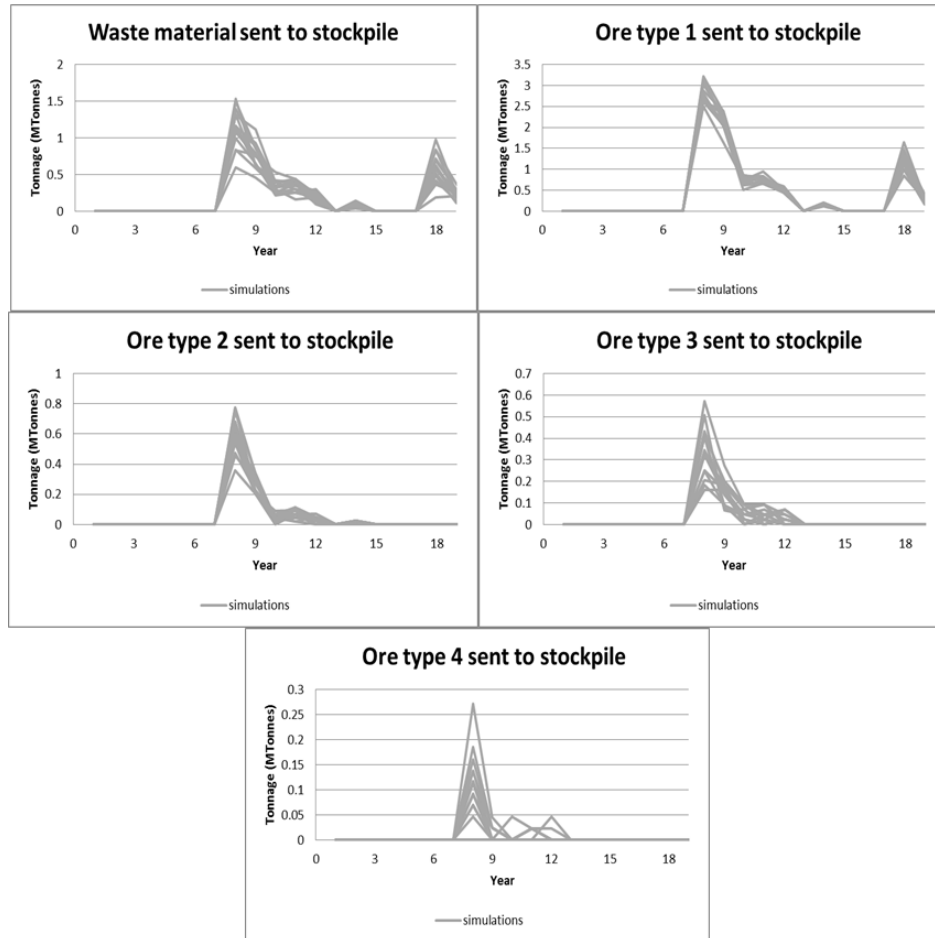 Waste material sent to stockpile
2
1.5
1
0.5
0
Tonnage (MTonnes)
0 3 6 9 12 15 18
Year
simulations
Ore type 1 sent to stockpile
3.5
3
2.5
2
1.5
1
0.5
0
Tonnage (MTonnes)
0 3 6 9 12 15 18
Year
simulations
Ore type 2 sent to stockpile
1
0.8
0.6
0.4
0.2
0
Tonnage (MTonnes)
0 3 6 9 12 15 18
Year
simulations
Ore type 3 sent to stockpile
0.7
0.6
0.5
0.4
0.3
0.2
0.1
0
Tonnage (MTonnes)
0 3 6 9 12 15 18
Year
simulations
Ore type 4 sent to stockpile
0.3
0.25
0.2
0.15
0.1
0.05
0
Tonnage (MTonnes)
0 3 6 9 12 15 18
Year
simulations